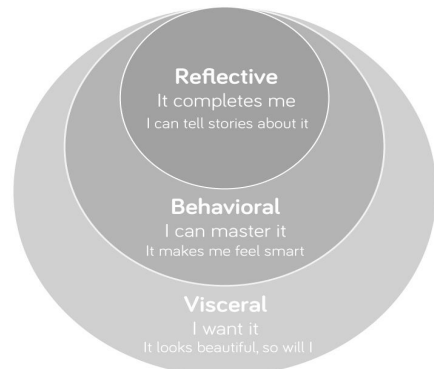 Reflective
It completes me
I can tell stories about it
Behavioral
I can master it
It makes me feel smart
Visceral
I want it
It looks beautiful, so will I